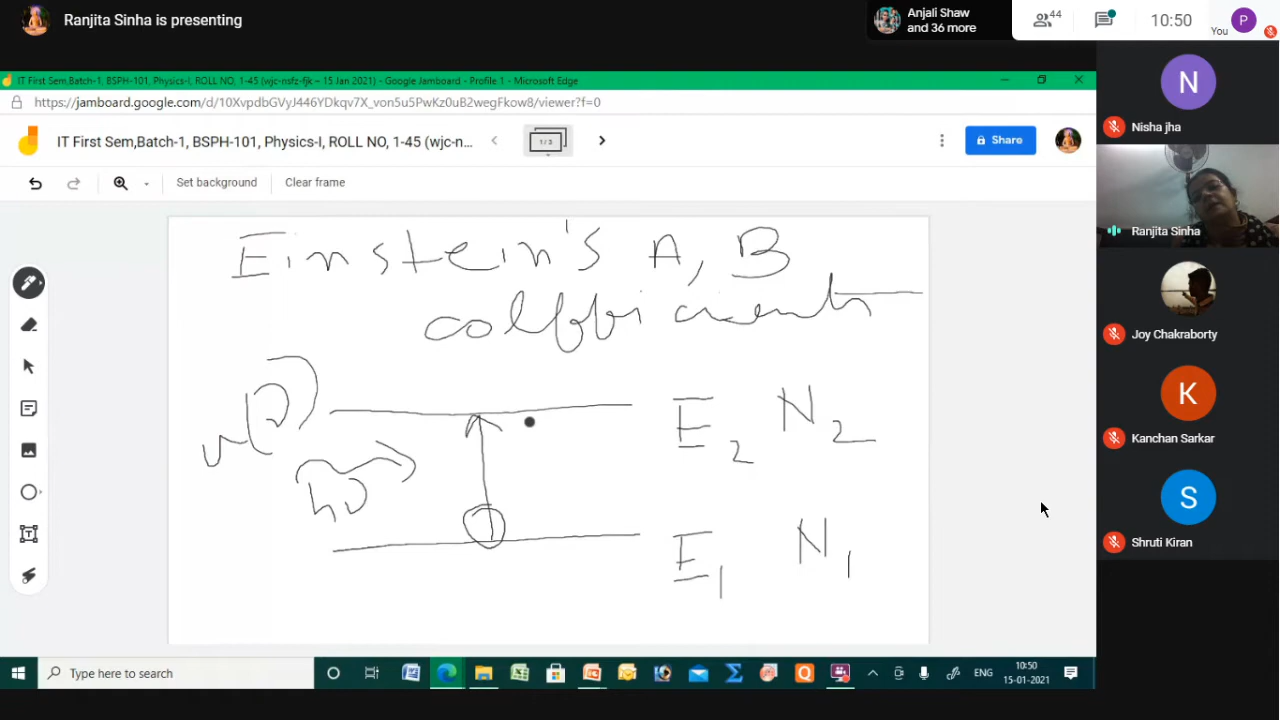 Ranjita Sinha is presenting
Anjali Shaw
and 36 more
44
10:50
You
P
IT First Sem,Batch-1, BSPH-101, Physics-I, ROLL NO, 1-45 (wjc-nsfz-fjk – 15 Jan 2021) - Google Jamboard - Profile 1 - Microsoft Edge
https://jamboard.google.com/d/10XvpdbGVyJ446YDkqv7X_von5u5PwKz0uB2wegFkow8/viewer?f=0
IT First Sem,Batch-1, BSPH-101, Physics-I, ROLL NO, 1-45 (wjc-n...
1/3
Share
Set background
Clear frame
Einstein's A, B
coefficients
E2 N2
hν
E1 N1
N
Nisha jha
Ranjita Sinha
Joy Chakraborty
K
Kanchan Sarkar
S
Shruti Kiran
Type here to search
ENG
10:50
15-01-2021